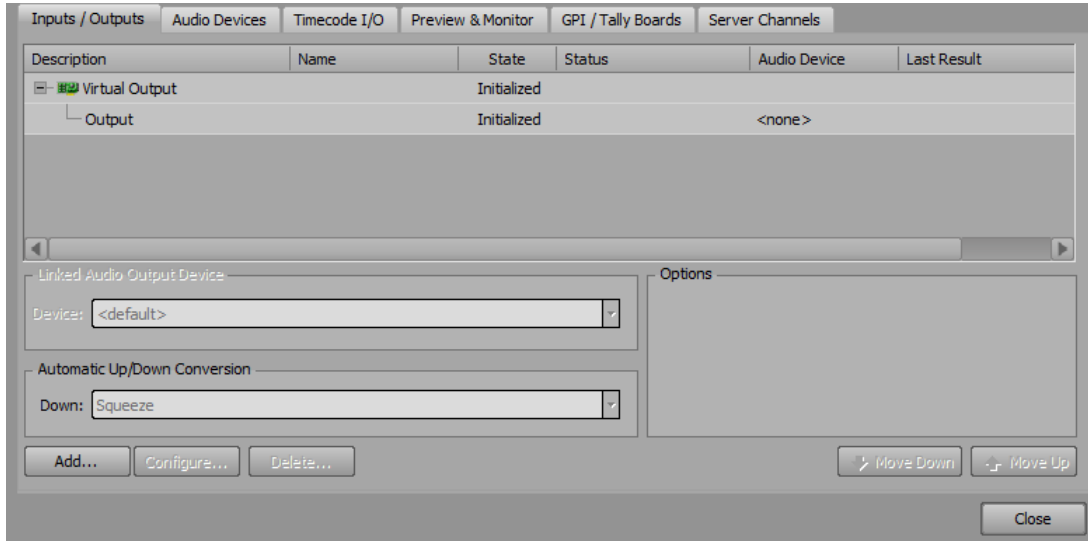 Inputs / Outputs Audio Devices Timecode I/O Preview & Monitor GPI / Tally Boards Server Channels
Description Name State Status Audio Device Last Result
Virtual Output Initialized
Output Initialized <none>
Linked Audio Output Device
Device: <default>
Options
Automatic Up/Down Conversion
Down: Squeeze
Add... Configure... Delete... Move Down Move Up
Close